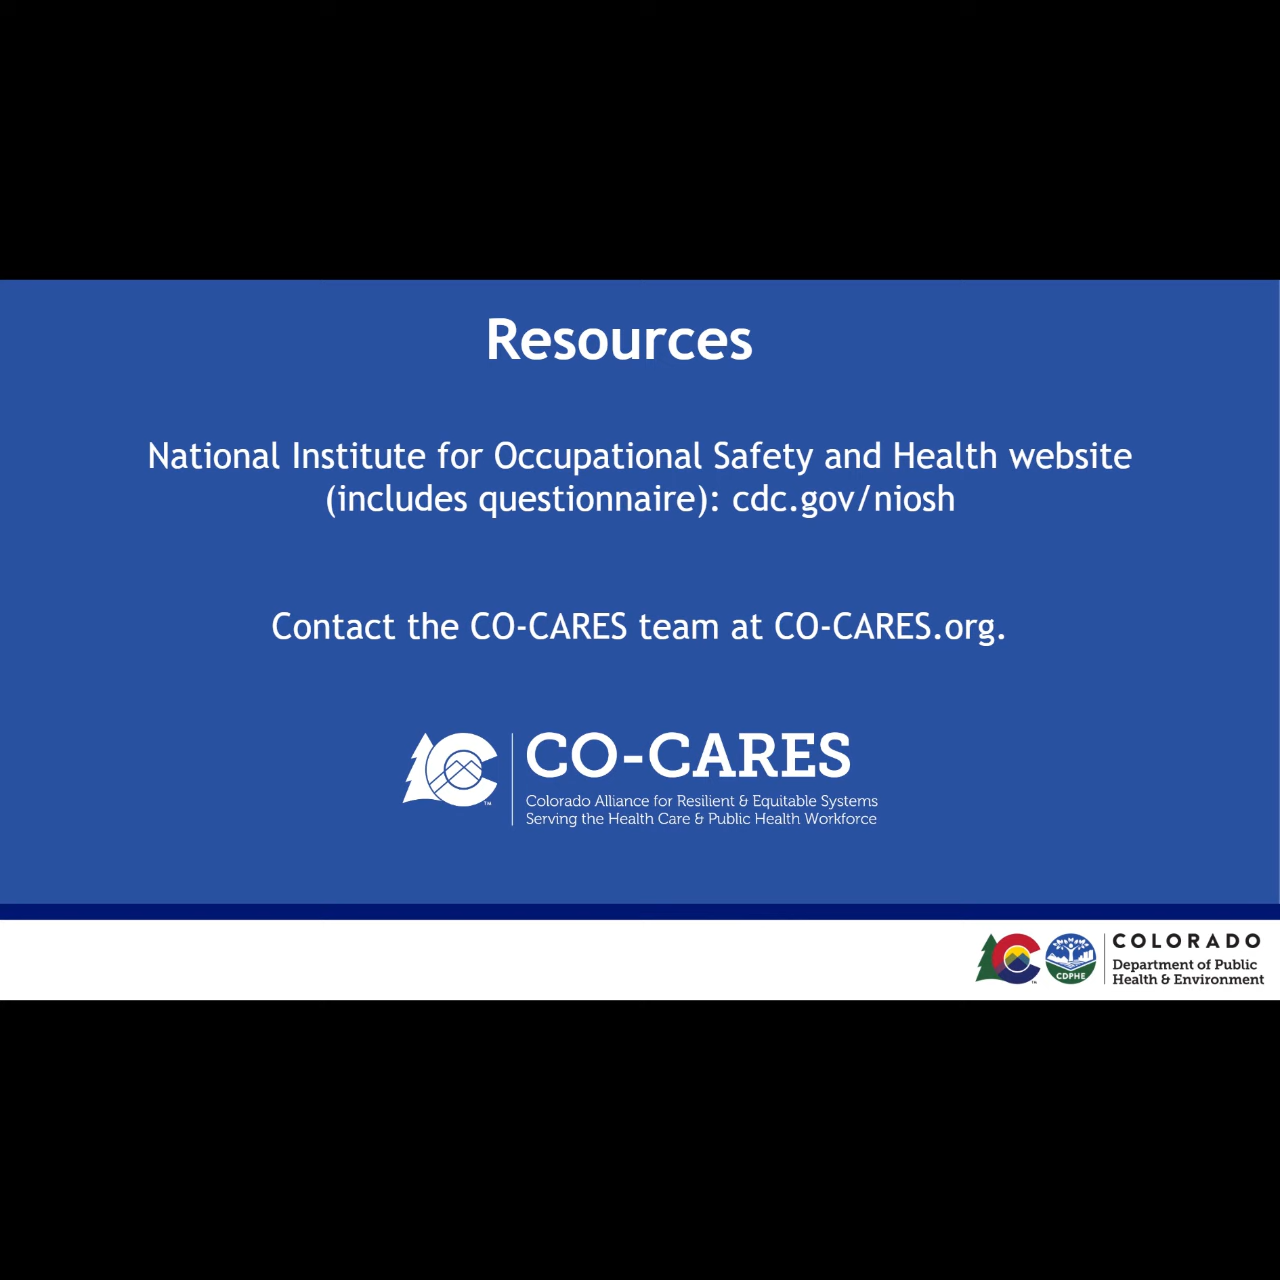 Resources
National Institute for Occupational Safety and Health website
(includes questionnaire): cdc.gov/niosh
Contact the CO-CARES team at CO-CARES.org.
CO-CARES
Colorado Alliance for Resilient & Equitable Systems
Serving the Health Care & Public Health Workforce
TM
COLORADO
Department of Public
Health & Environment
CDPHE
TM